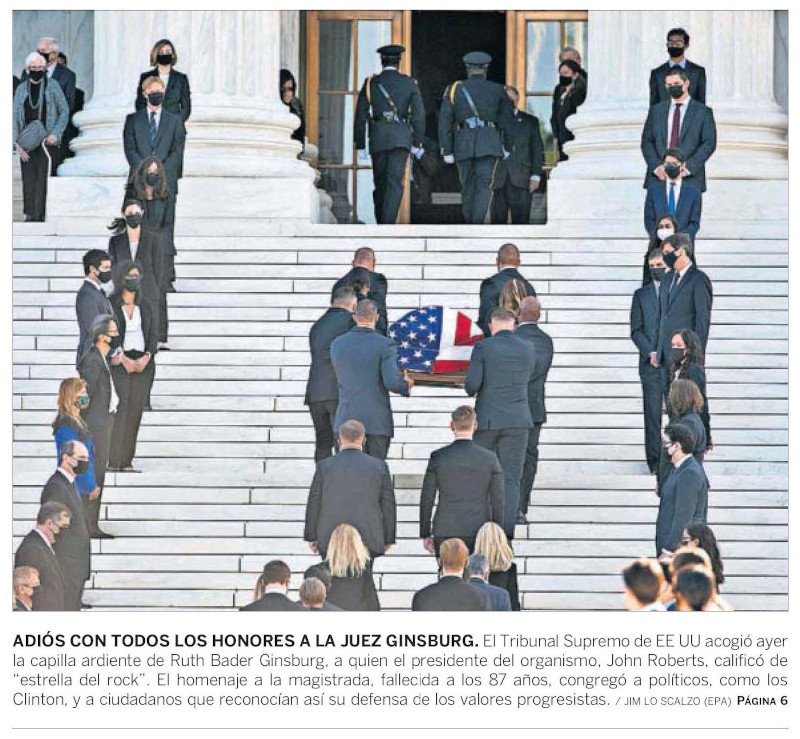 ADIÓS CON TODOS LOS HONORES A LA JUEZ GINSBURG. El Tribunal Supremo de EE UU acogió ayer
la capilla ardiente de Ruth Bader Ginsburg, a quien el presidente del organismo, John Roberts, calificó de
“estrella del rock”. El homenaje a la magistrada, fallecida a los 87 años, congregó a políticos, como los
Clinton, y a ciudadanos que reconocían así su defensa de los valores progresistas. / JIM LO SCALZO (EPA) PÁGINA 6